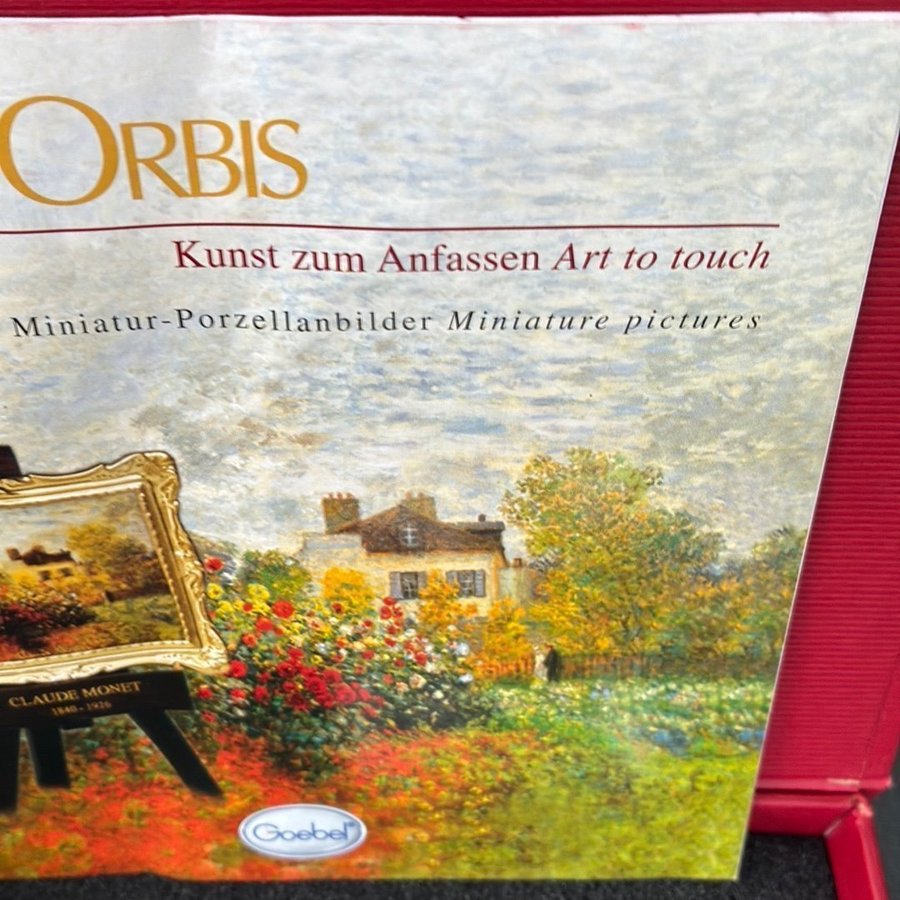 ORBIS
Kunst zum Anfassen Art to touch
Miniatur-Porzellanbilder Miniature pictures
CLAUDE MONET
1840 - 1926
Goebel